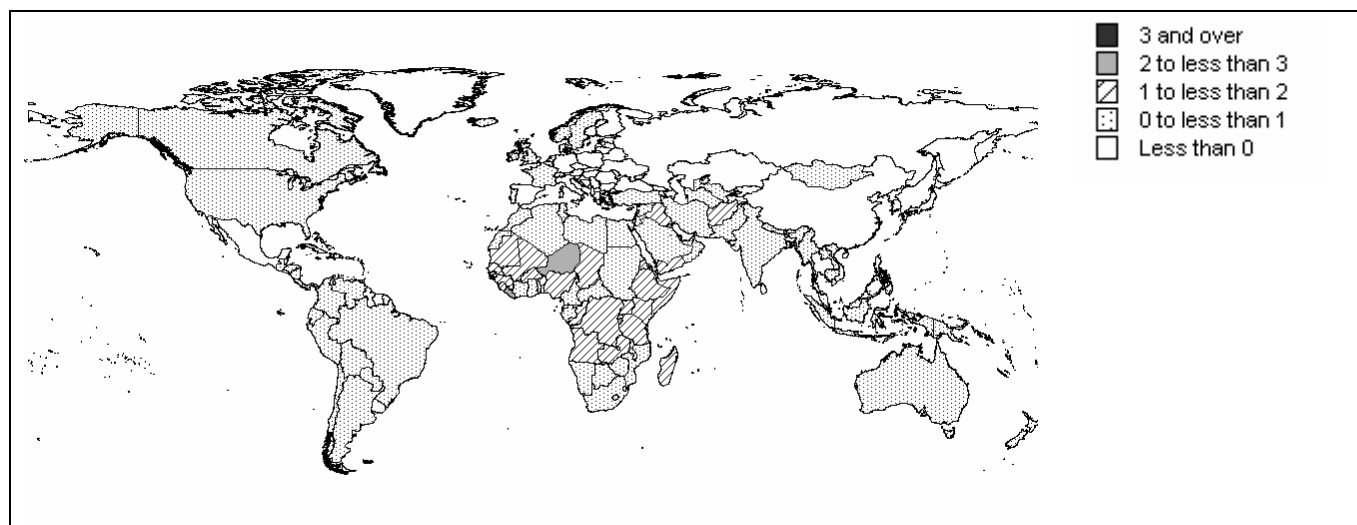 3 and over
2 to less than 3
1 to less than 2
0 to less than 1
Less than 0